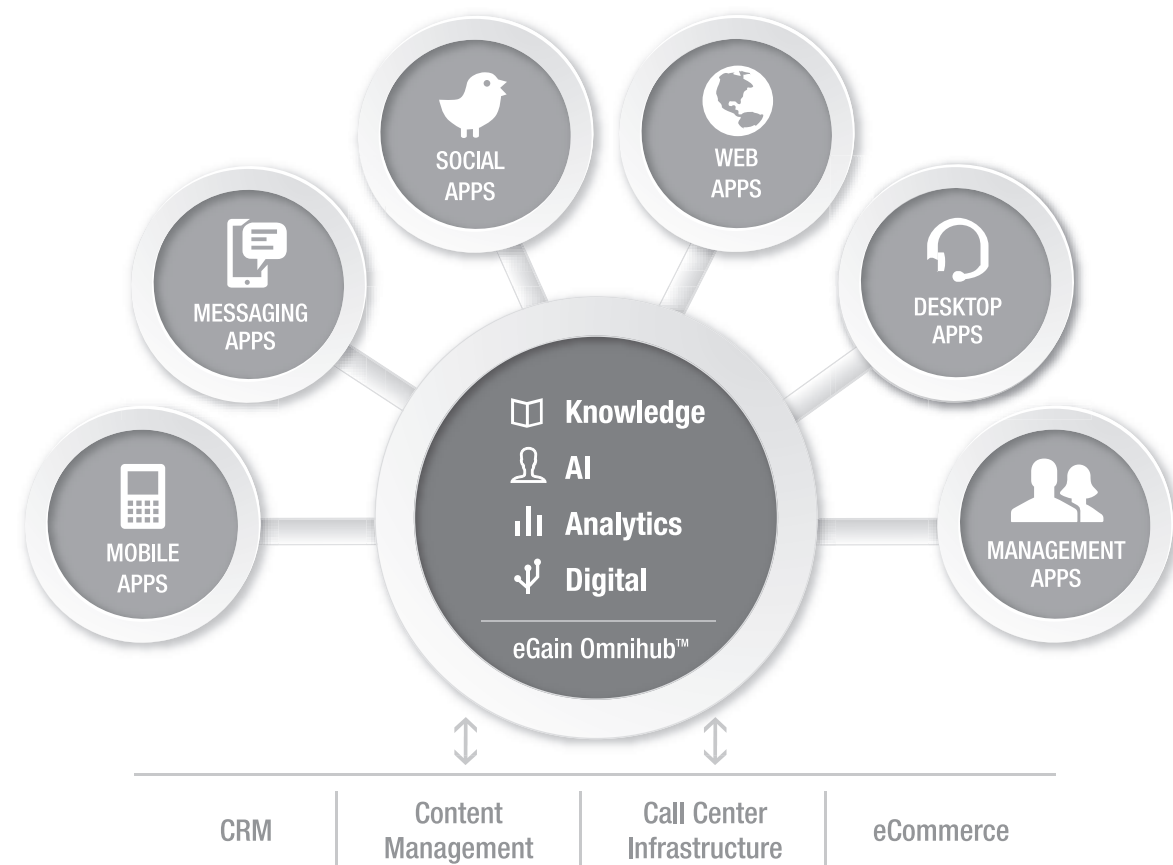 SOCIAL
APPS
WEB
APPS
MESSAGING
APPS
DESKTOP
APPS
MOBILE
APPS
MANAGEMENT
APPS
Knowledge
AI
Analytics
Digital
eGain Omnihub™
CRM
Content
Management
Call Center
Infrastructure
eCommerce